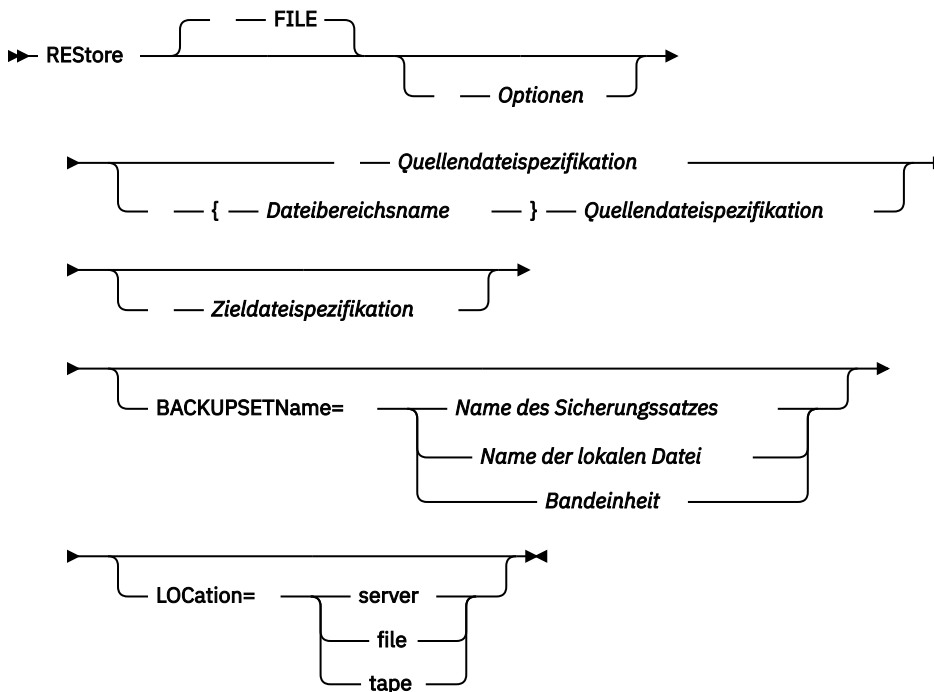 FILE
REStore
Optionen
Quellendateispezifikation
{ Dateibereichsname } Quellendateispezifikation
Zieldateispezifikation
BACKUPSETName= Name des Sicherungssatzes
Name der lokalen Datei
Bandeinheit
LOCation= server
file
tape